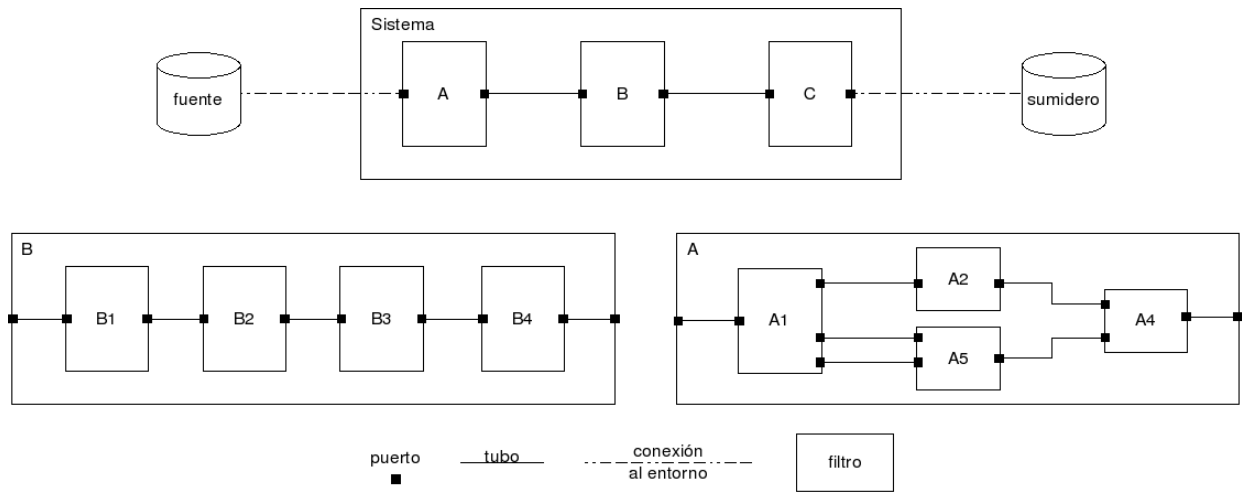 Sistema
fuente
A
B
C
sumidero
B
B1
B2
B3
B4
A
A1
A2
A5
A4
puerto
tubo
conexión
al entorno
filtro